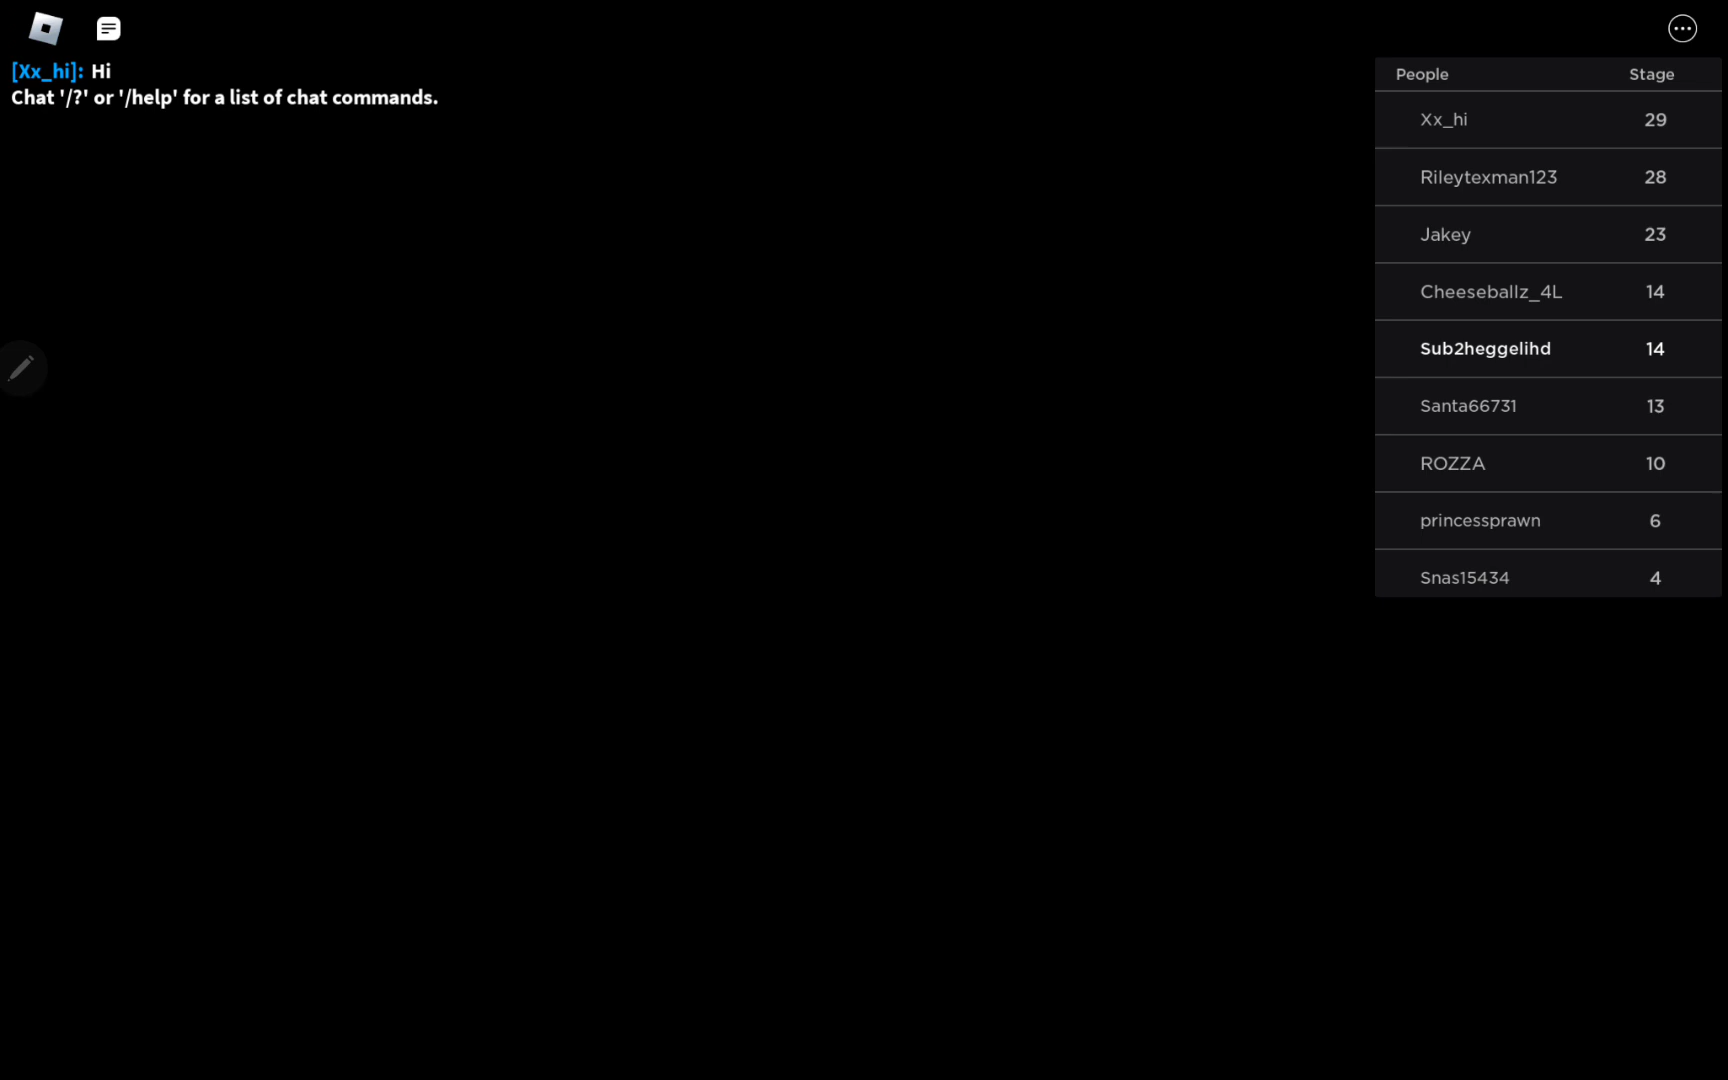 [Xx_hi]: Hi
Chat '/?' or '/help' for a list of chat commands.
People Stage
Xx_hi 29
Rileytexman123 28
Jakey 23
Cheeseballz_4L 14
Sub2heggelihd 14
Santa66731 13
ROZZA 10
princessprawn 6
Snas15434 4